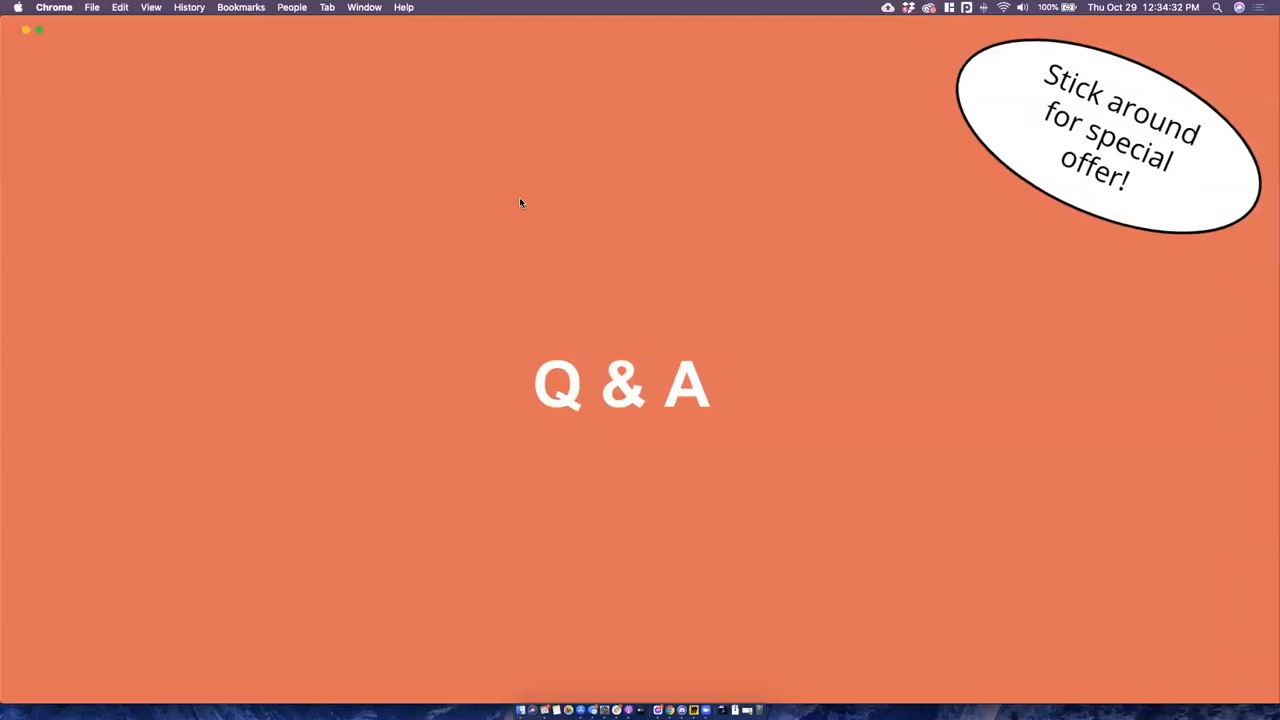 Chrome File Edit View History Bookmarks People Tab Window Help 100% Thu Oct 29 12:34:32 PM
Stick around
for special
offer!
Q & A